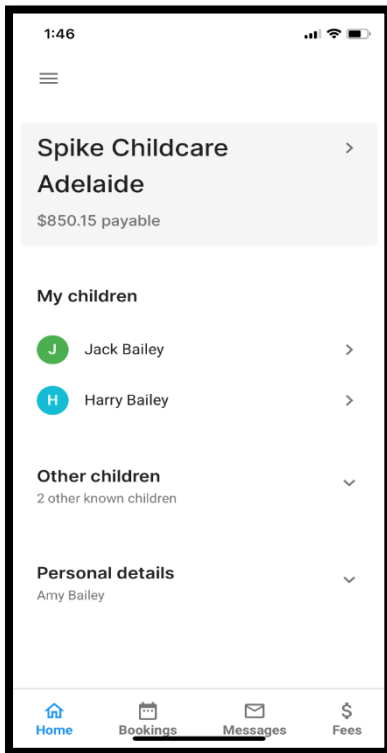 1:46
Spike Childcare
Adelaide
$850.15 payable
My children
J Jack Bailey
H Harry Bailey
Other children
2 other known children
Personal details
Amy Bailey
Home Bookings Messages Fees